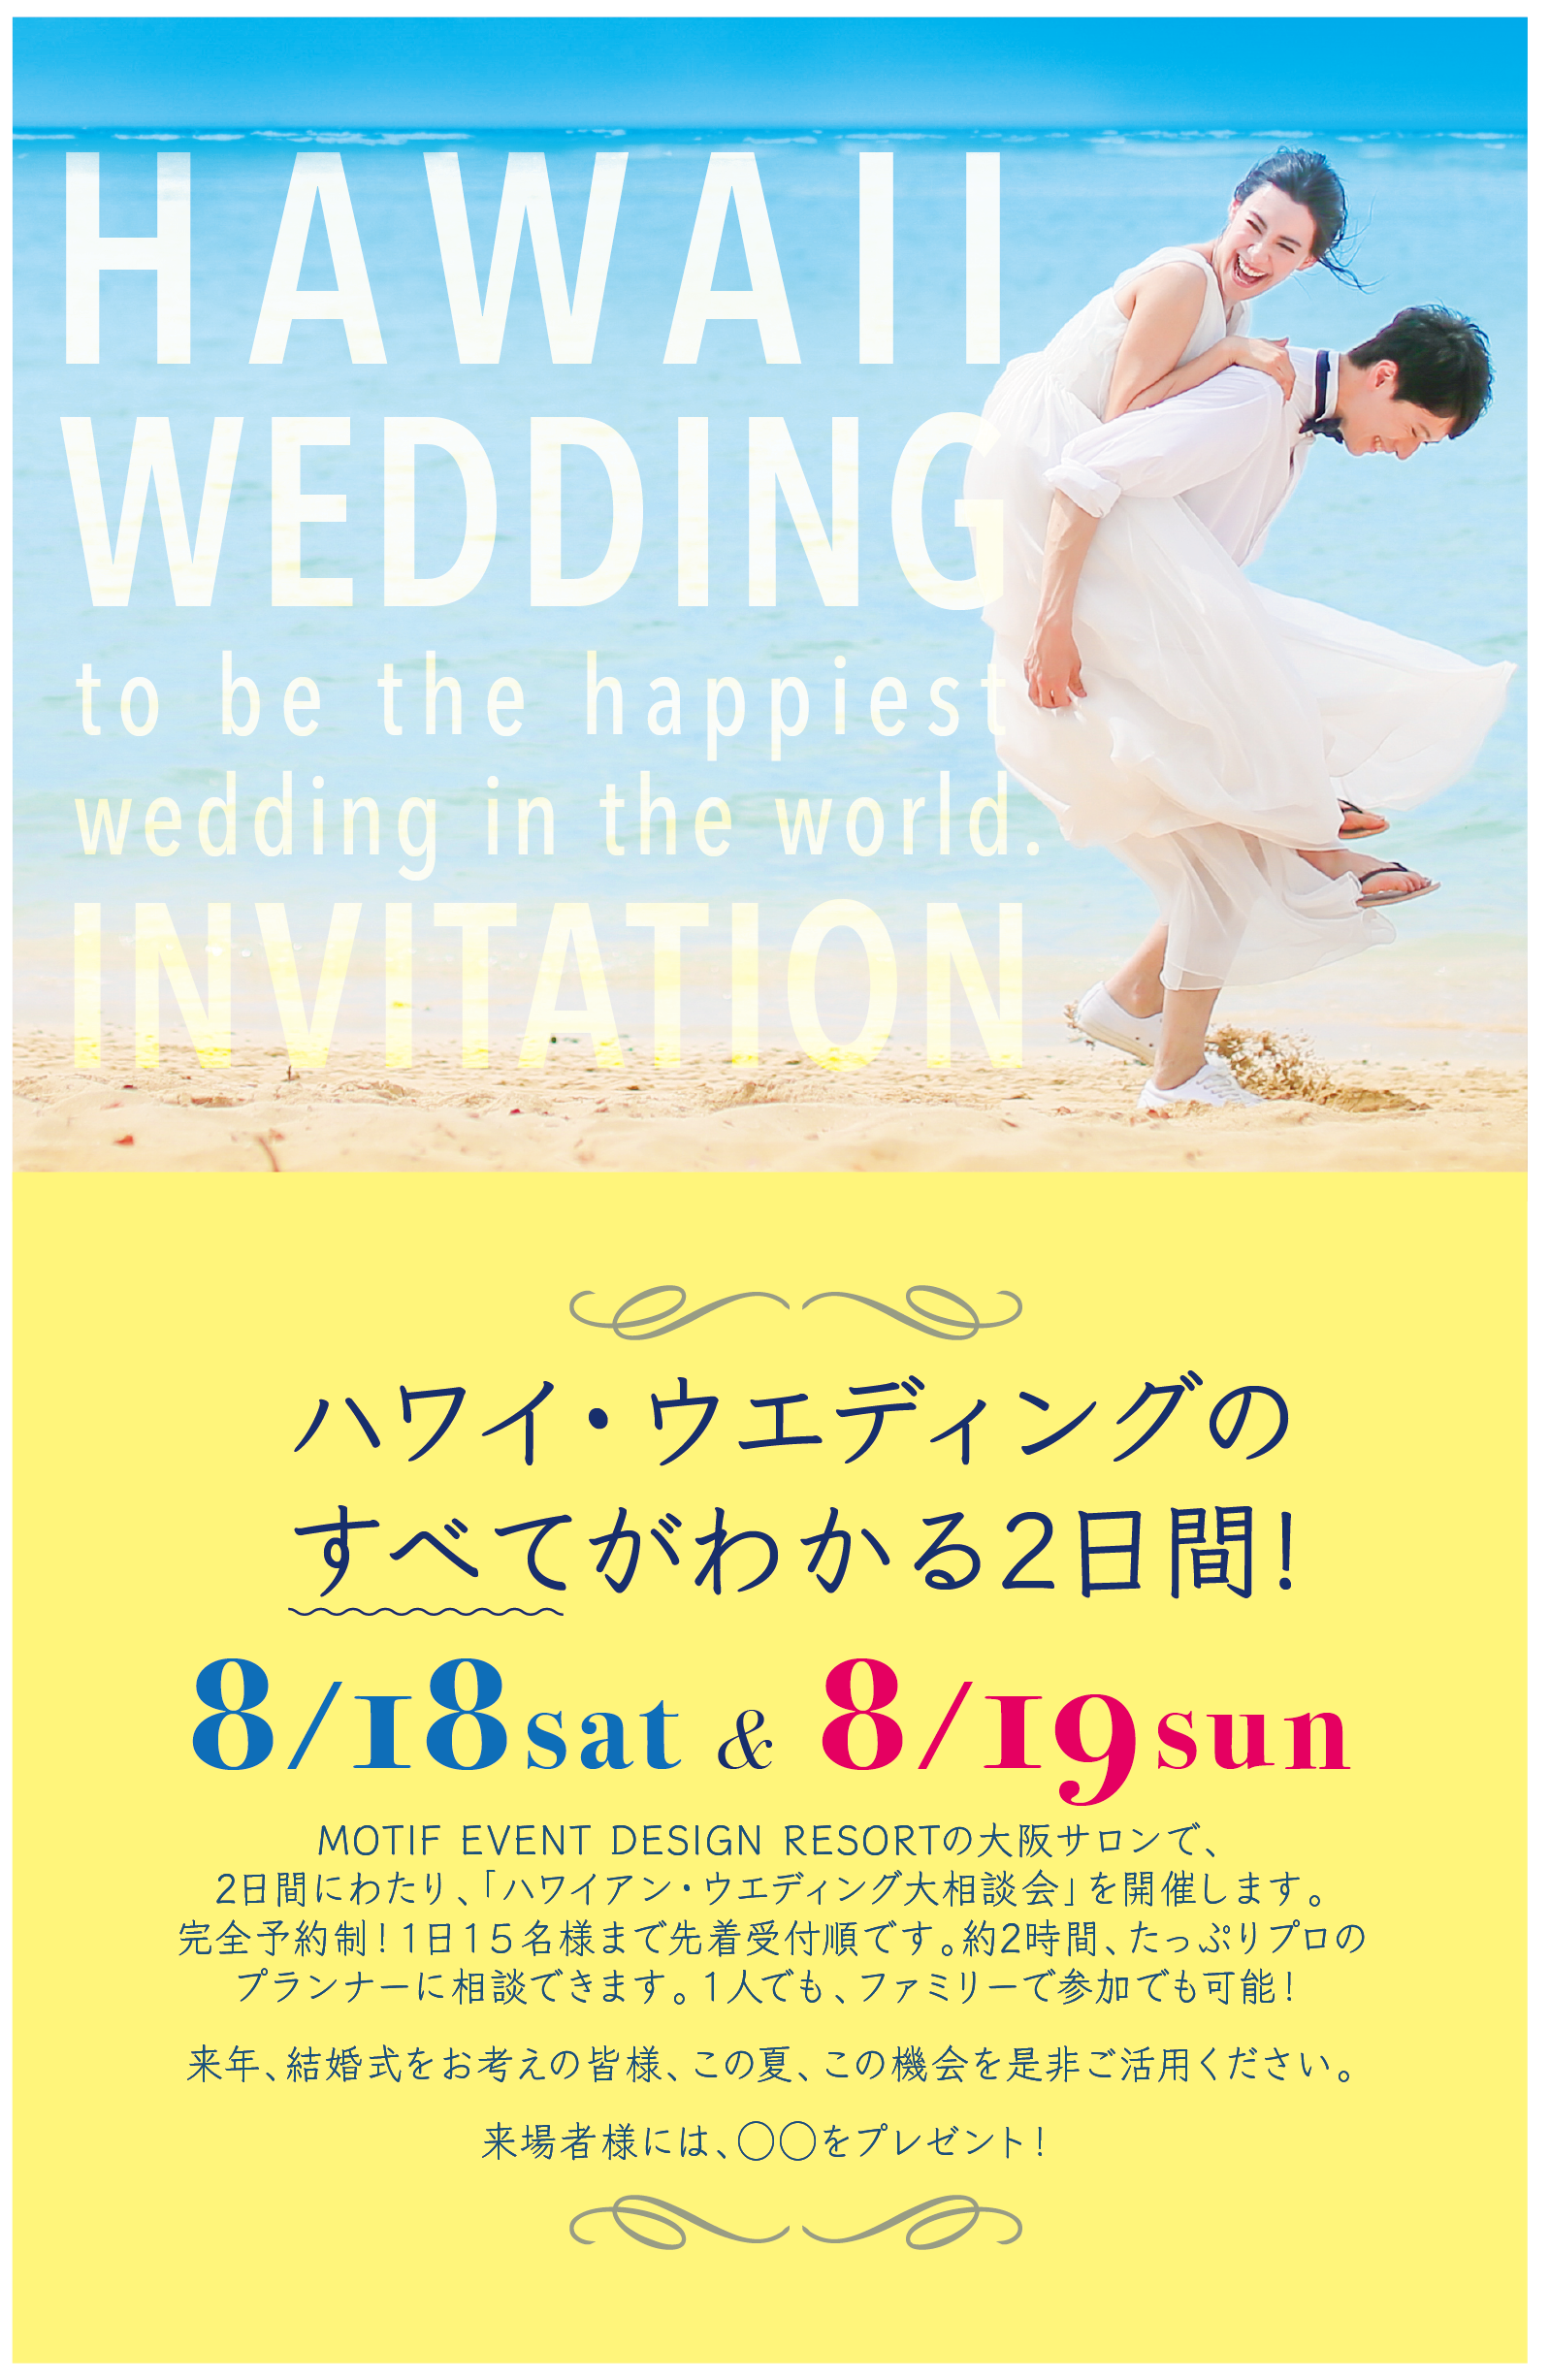 HAWAII
WEDDING
to be the happiest
wedding in the world.
INVITATION
ハワイ・ウエディングの
すべてがわかる2日間!
8/18sat & 8/19sun
MOTIF EVENT DESIGN RESORTの大阪サロンで、
2日間にわたり、「ハワイアン・ウエディング大相談会」を開催します。
完全予約制!1日15名様まで先着受付順です。約2時間、たっぷりプロの
プランナーに相談できます。1人でも、ファミリーで参加でも可能!
来年、結婚式をお考えの皆様、この夏、この機会を是非ご活用ください。
来場者様には、〇〇をプレゼント!